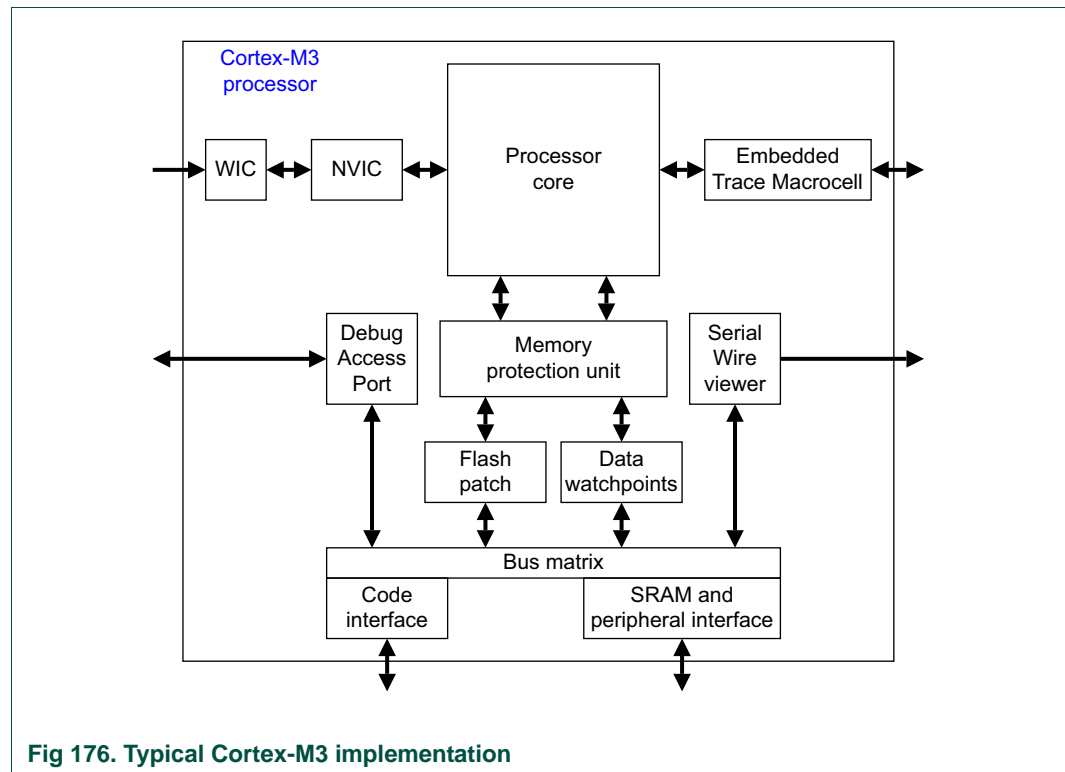 Cortex-M3
processor
WIC
NVIC
Processor
core
Embedded
Trace Macrocell
Debug
Access
Port
Memory
protection unit
Serial
Wire
viewer
Flash
patch
Data
watchpoints
Bus matrix
Code
interface
SRAM and
peripheral interface
Fig 176. Typical Cortex-M3 implementation